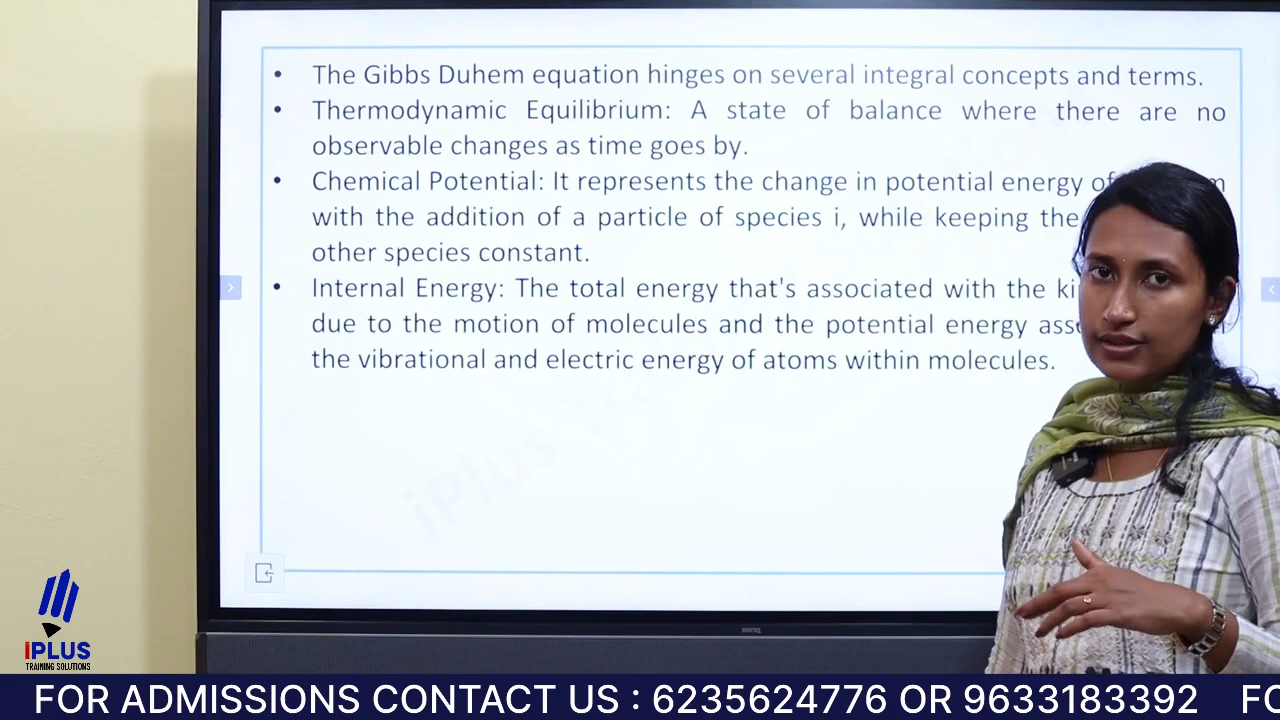 • The Gibbs Duhem equation hinges on several integral concepts and terms.
• Thermodynamic Equilibrium: A state of balance where there are no
observable changes as time goes by.
• Chemical Potential: It represents the change in potential energy of
with the addition of a particle of species i, while keeping the
other species constant.
• Internal Energy: The total energy that's associated with the
due to the motion of molecules and the potential energy
the vibrational and electric energy of atoms within molecules.
iPlus
BENQ
iPLUS
TRAINING SOLUTIONS
FOR ADMISSIONS CONTACT US : 6235624776 OR 9633183392